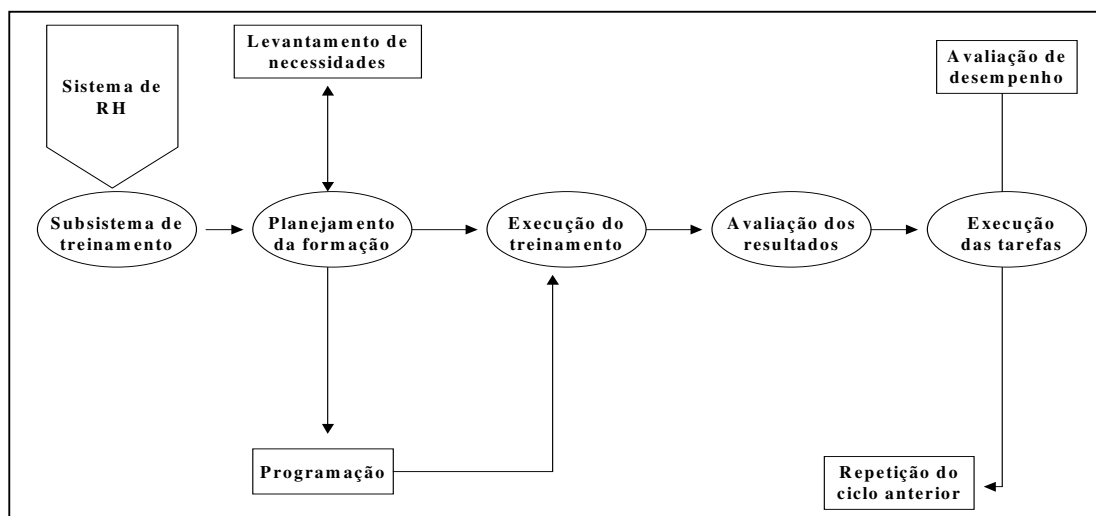 Sistema de
RH
Levantamento de
necessidades
Avaliação de
desempenho
Subsistema de
treinamento
Planejamento
da formação
Execução do
treinamento
Avaliação dos
resultados
Execução
das tarefas
Programação
Repetição do
ciclo anterior